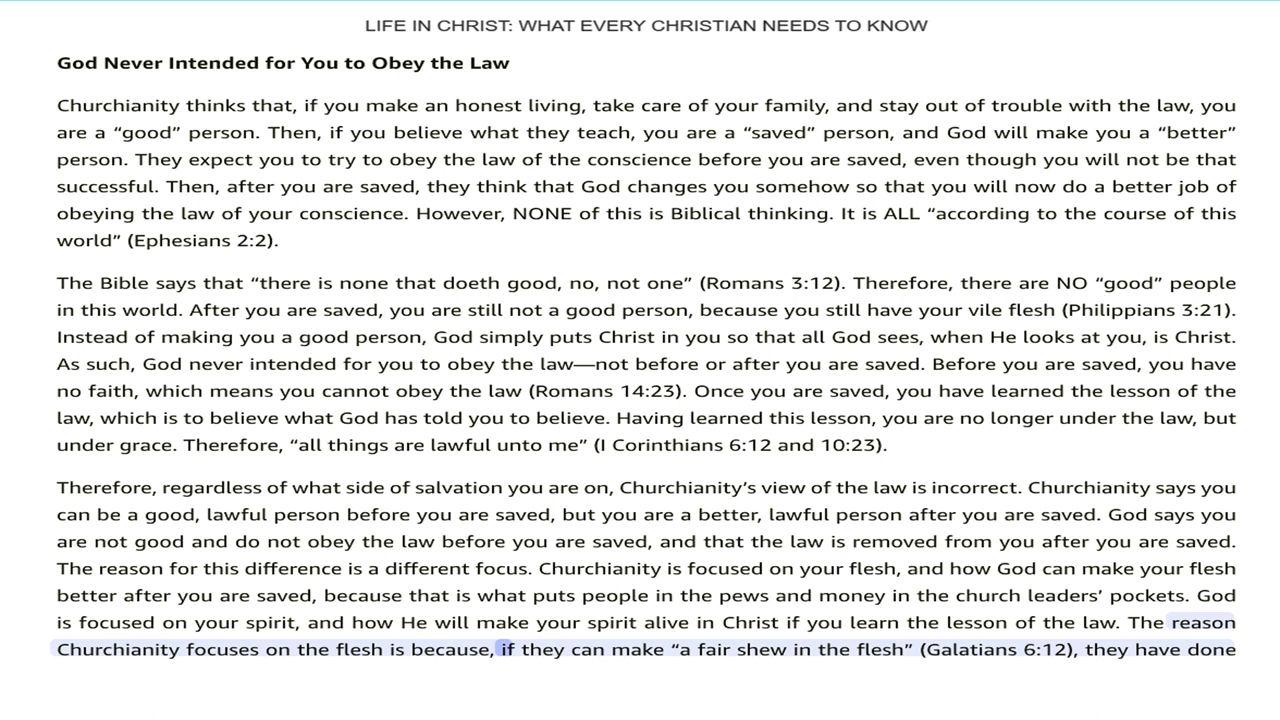 LIFE IN CHRIST: WHAT EVERY CHRISTIAN NEEDS TO KNOW
God Never Intended for You to Obey the Law
Churchianity thinks that, if you make an honest living, take care of your family, and stay out of trouble with the law, you
are a “good” person. Then, if you believe what they teach, you are a “saved” person, and God will make you a “better”
person. They expect you to try to obey the law of the conscience before you are saved, even though you will not be that
successful. Then, after you are saved, they think that God changes you somehow so that you will now do a better job of
obeying the law of your conscience. However, NONE of this is Biblical thinking. It is ALL “according to the course of this
world” (Ephesians 2:2).
The Bible says that “there is none that doeth good, no, not one” (Romans 3:12). Therefore, there are NO “good” people
in this world. After you are saved, you are still not a good person, because you still have your vile flesh (Philippians 3:21).
Instead of making you a good person, God simply puts Christ in you so that all God sees, when He looks at you, is Christ.
As such, God never intended for you to obey the law—not before or after you are saved. Before you are saved, you have
no faith, which means you cannot obey the law (Romans 14:23). Once you are saved, you have learned the lesson of the
law, which is to believe what God has told you to believe. Having learned this lesson, you are no longer under the law, but
under grace. Therefore, “all things are lawful unto me” (I Corinthians 6:12 and 10:23).
Therefore, regardless of what side of salvation you are on, Churchianity’s view of the law is incorrect. Churchianity says you
can be a good, lawful person before you are saved, but you are a better, lawful person after you are saved. God says you
are not good and do not obey the law before you are saved, and that the law is removed from you after you are saved.
The reason for this difference is a different focus. Churchianity is focused on your flesh, and how God can make your flesh
better after you are saved, because that is what puts people in the pews and money in the church leaders’ pockets. God
is focused on your spirit, and how He will make your spirit alive in Christ if you learn the lesson of the law. The reason
Churchianity focuses on the flesh is because, if they can make “a fair shew in the flesh” (Galatians 6:12), they have done